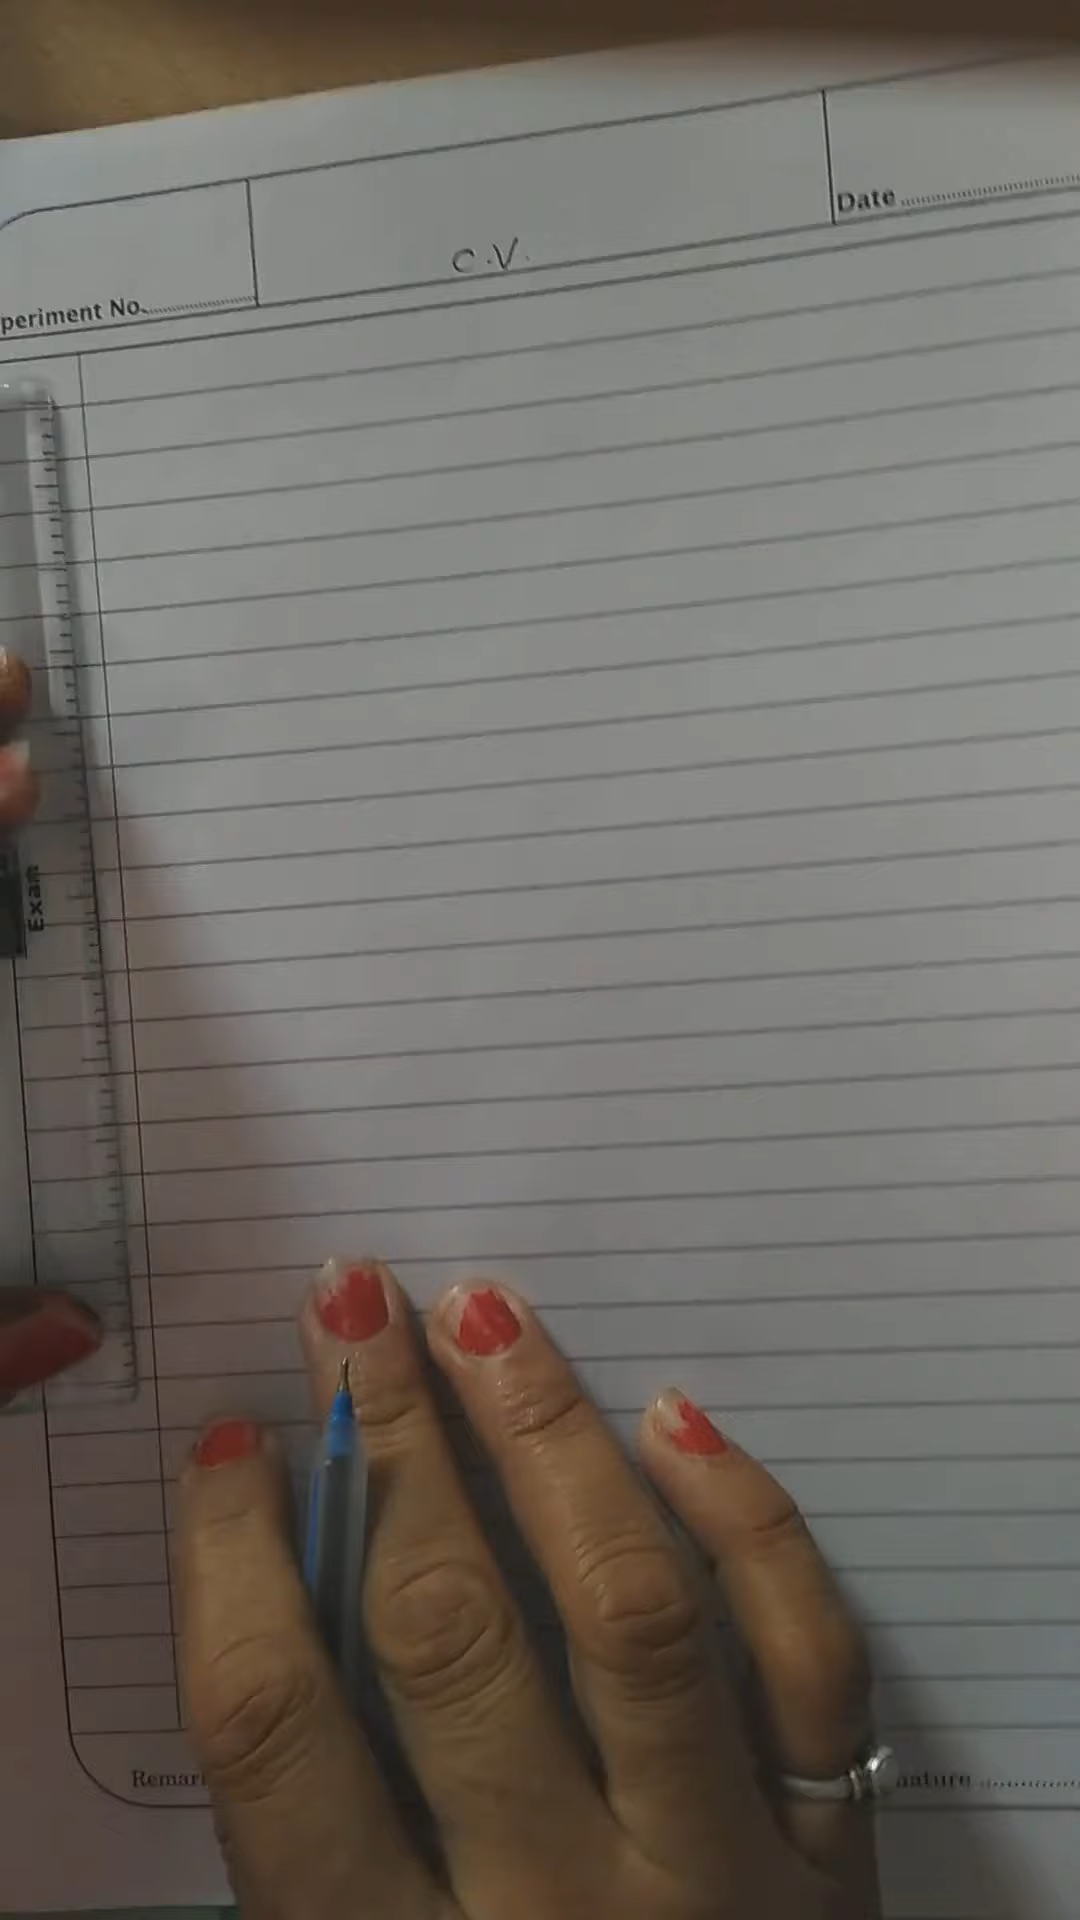 Date
C.V.
periment No.
Exam
Remar
nature